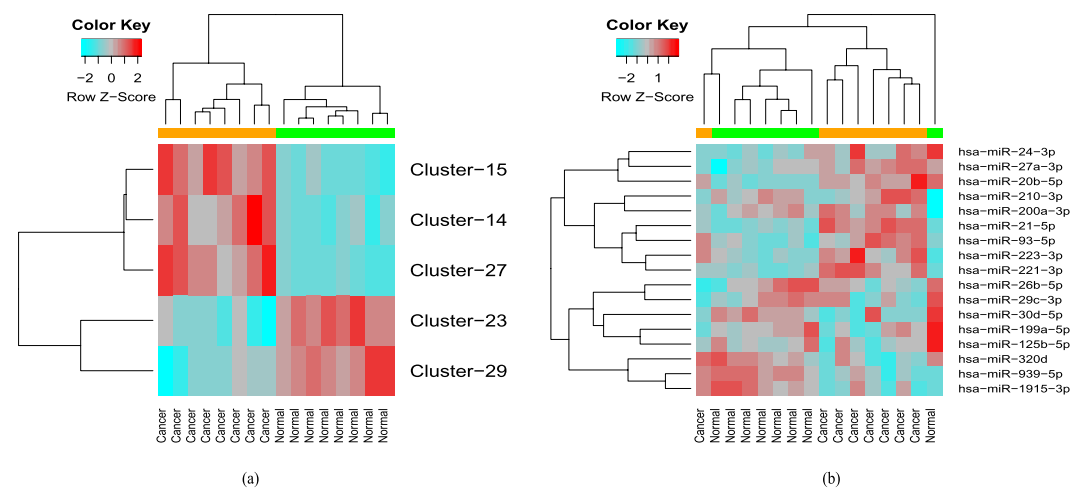 Color Key
−2 0 2
Row Z−Score
Cluster−15
Cluster−14
Cluster−27
Cluster−23
Cluster−29
Cancer Cancer Cancer Cancer Cancer Cancer Cancer Cancer Normal Normal Normal Normal Normal Normal Normal Normal
(a)
Color Key
−2 1
Row Z−Score
hsa−miR−24−3p
hsa−miR−27a−3p
hsa−miR−20b−5p
hsa−miR−210−3p
hsa−miR−200a−3p
hsa−miR−21−5p
hsa−miR−93−5p
hsa−miR−223−3p
hsa−miR−221−3p
hsa−miR−26b−5p
hsa−miR−29c−3p
hsa−miR−30d−5p
hsa−miR−199a−5p
hsa−miR−125b−5p
hsa−miR−320d
hsa−miR−939−5p
hsa−miR−1915−3p
Cancer Normal Normal Normal Normal Normal Normal Normal Cancer Cancer Cancer Cancer Cancer Cancer Cancer Normal
(b)